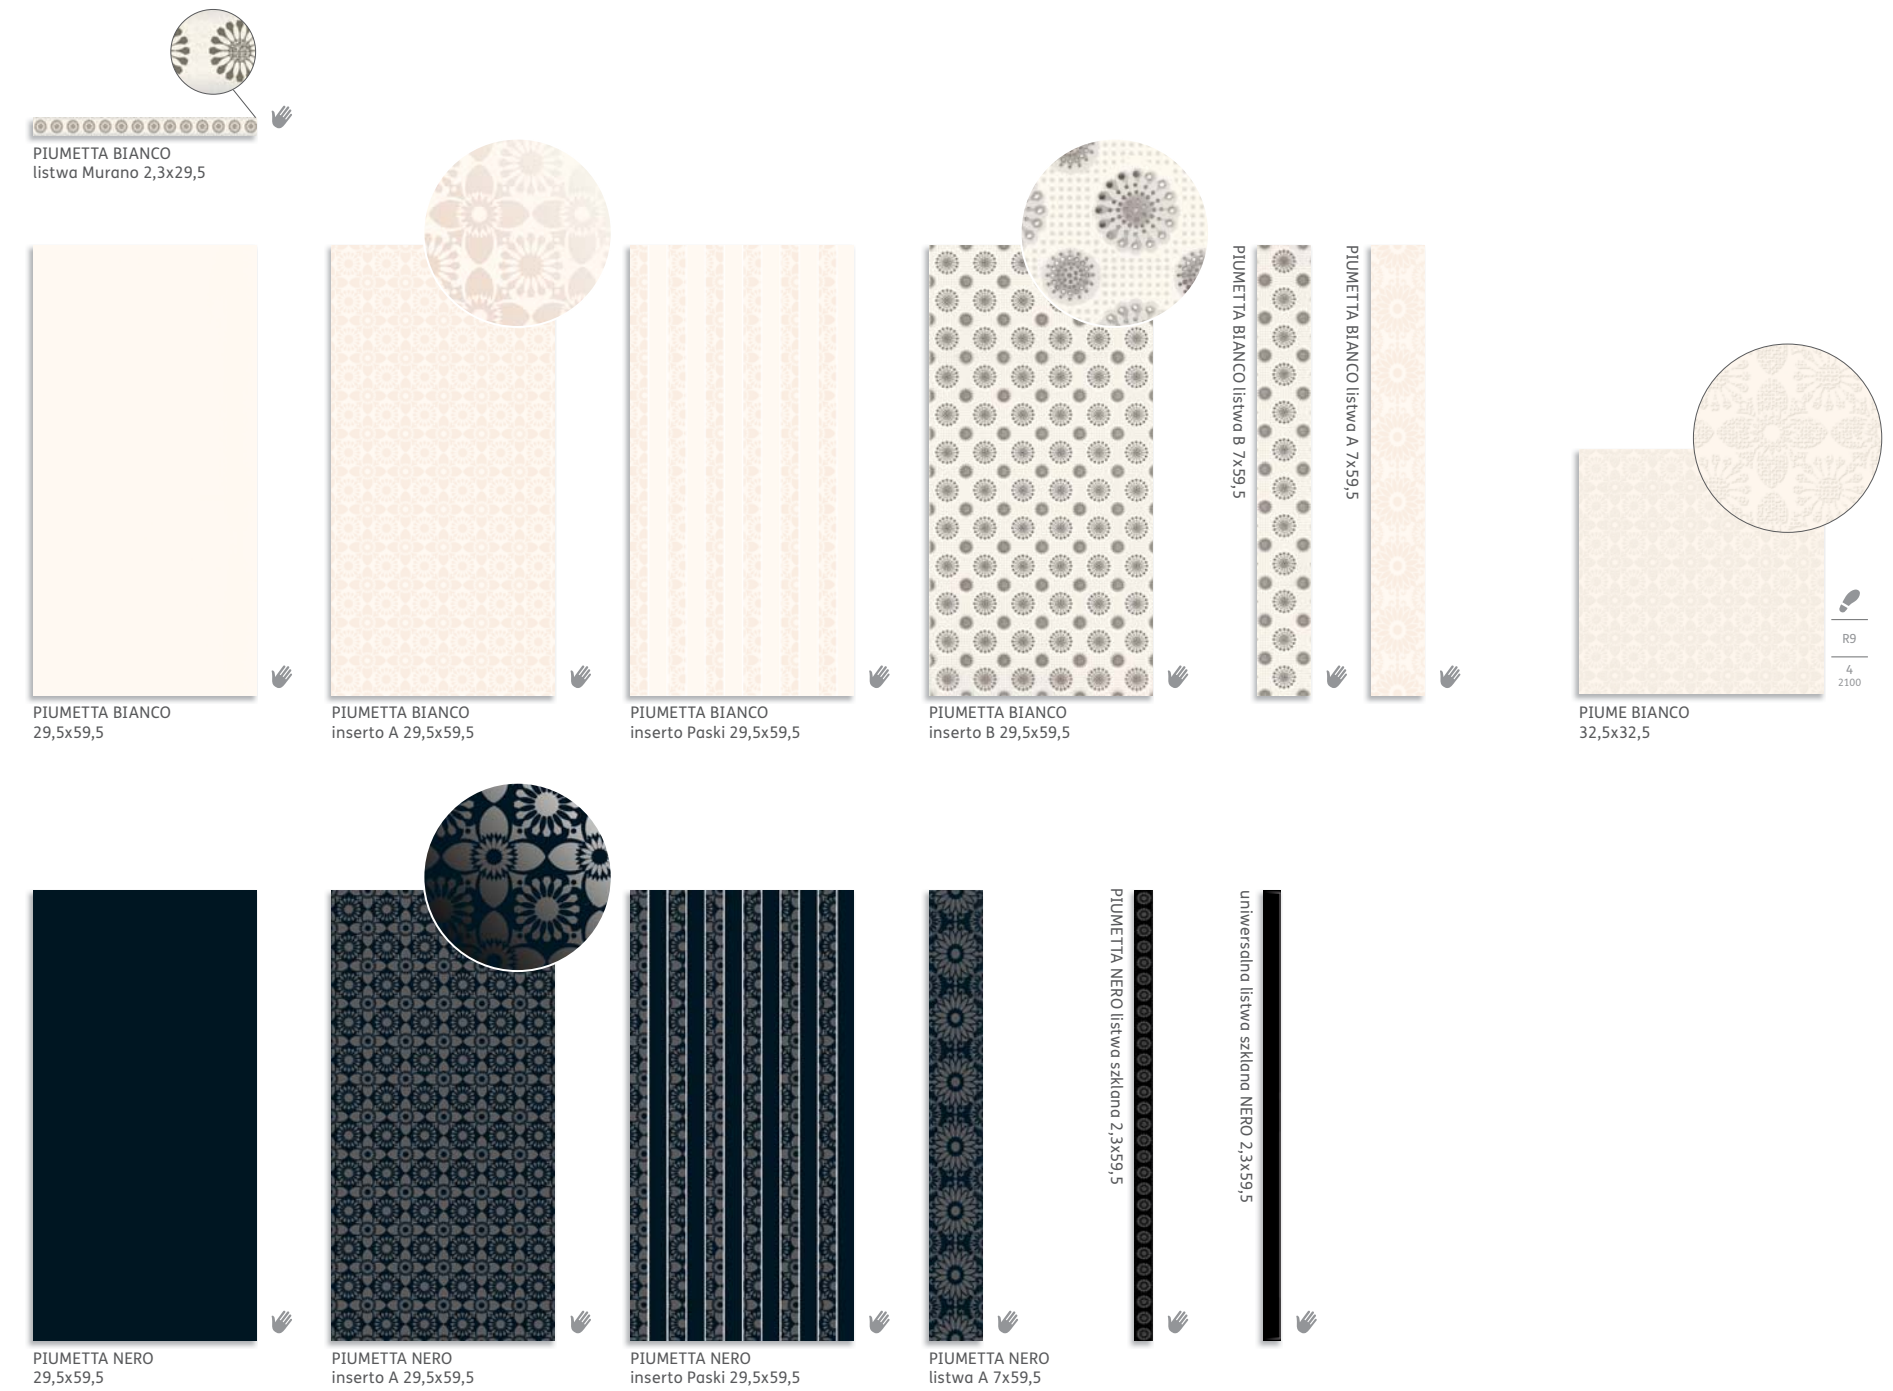 PIUMETTA BIANCO
listwa Murano 2,3x29,5
PIUMETTA BIANCO
29,5x59,5
PIUMETTA BIANCO
inserto A 29,5x59,5
PIUMETTA BIANCO
inserto Paski 29,5x59,5
PIUMETTA BIANCO
inserto B 29,5x59,5
PIUMETTA BIANCO listwa B 7x59,5
PIUMETTA BIANCO listwa A 7x59,5
R9
4
2100
PIUME BIANCO
32,5x32,5
PIUMETTA NERO
29,5x59,5
PIUMETTA NERO
inserto A 29,5x59,5
PIUMETTA NERO
inserto Paski 29,5x59,5
PIUMETTA NERO
listwa A 7x59,5
PIUMETTA NERO listwa szklana 2,3x59,5
uniwersalna listwa szklana NERO 2,3x59,5